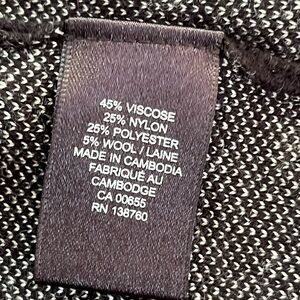 45% VISCOSE
25% NYLON
25% POLYESTER
5% WOOL / LAINE
MADE IN CAMBODIA
FABRIQUÉ AU
CAMBODGE
CA 00655
RN 138760